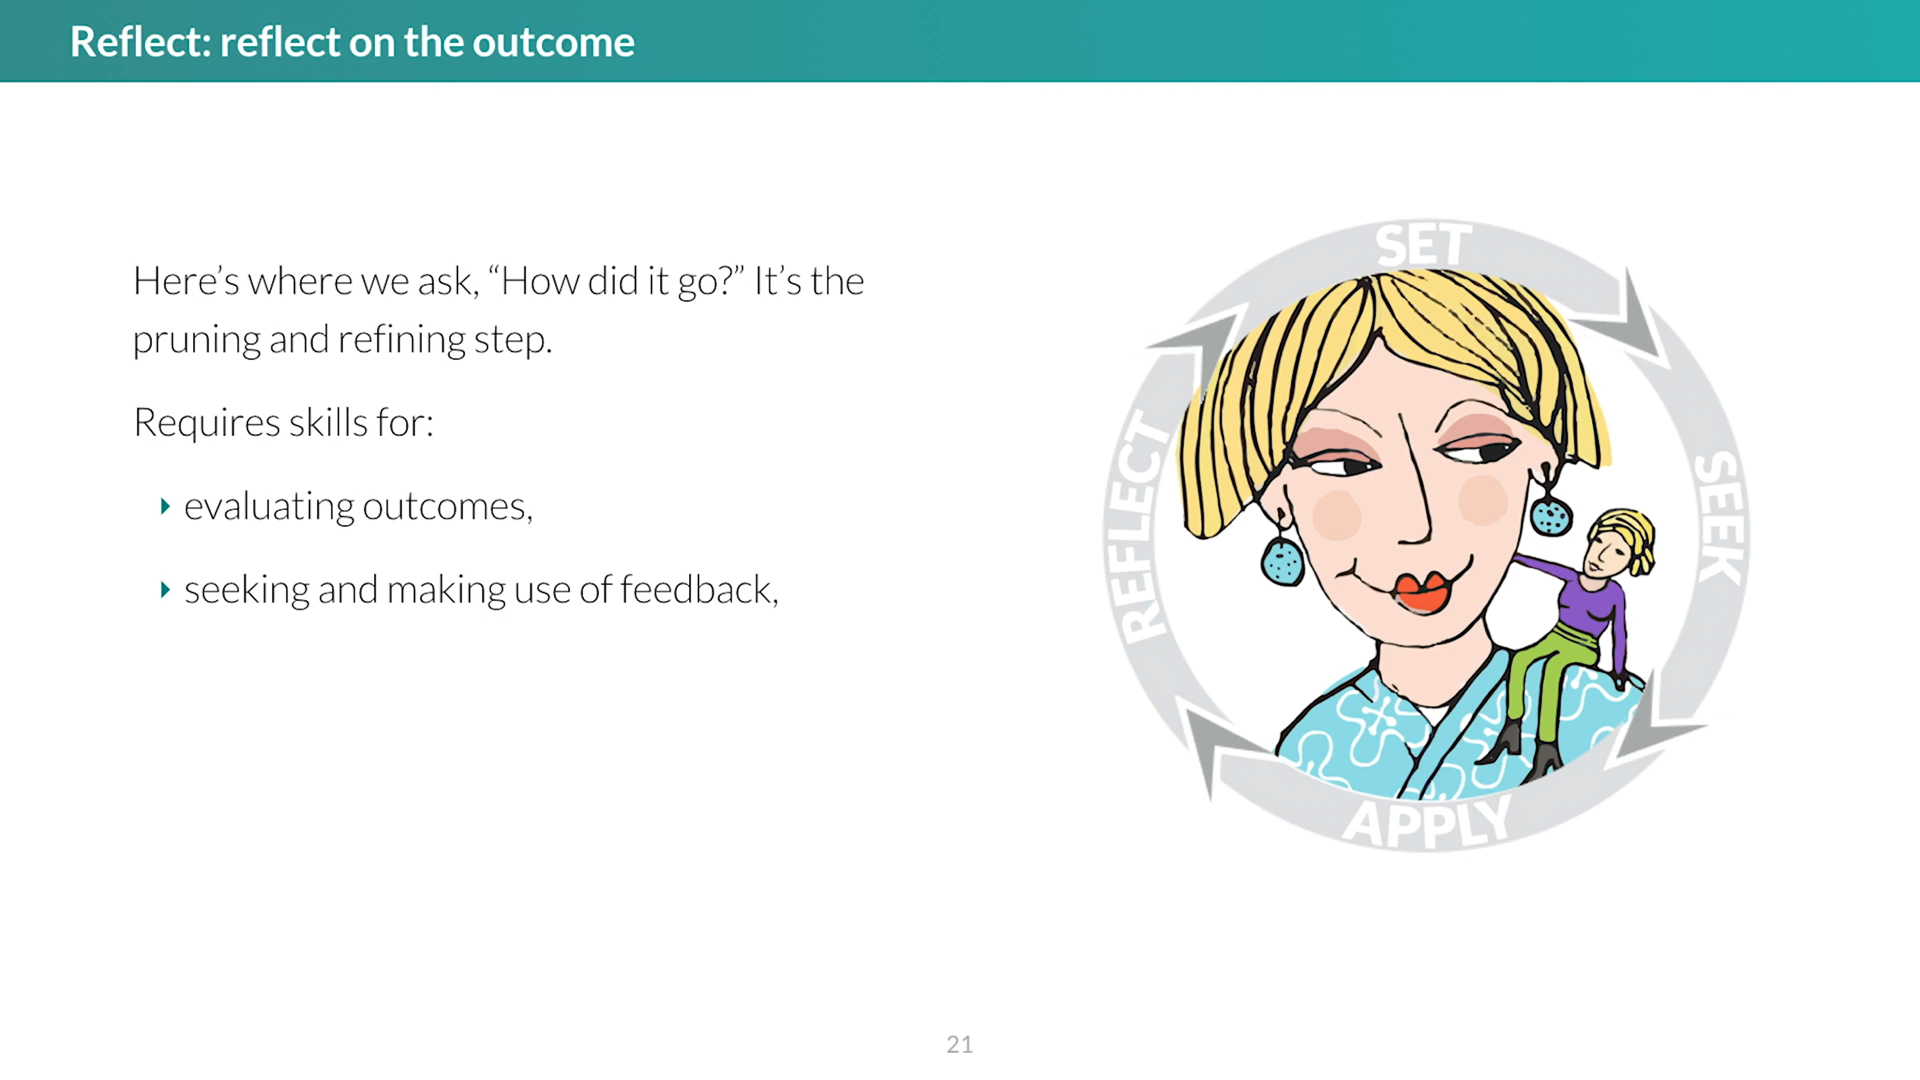 Reflect: reflect on the outcome
Here’s where we ask, “How did it go?” It’s the
pruning and refining step.
Requires skills for:
evaluating outcomes,
seeking and making use of feedback,
SET
SEEK
APPLY
REFLECT
21